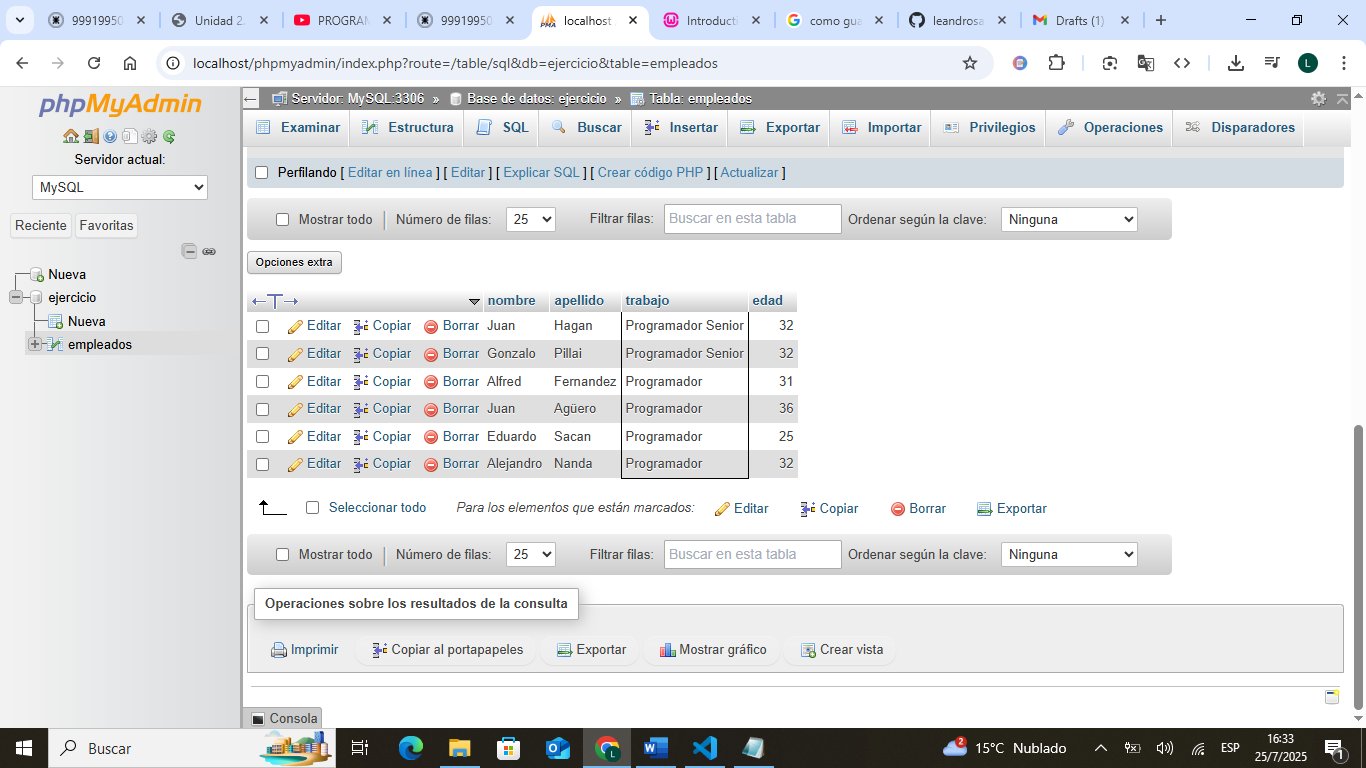 99919950
Unidad 2.
PROGRAM
99919950
localhost
Introducti
como gua
leandrosa
Drafts (1)
localhost/phpmyadmin/index.php?route=/table/sql&db=ejercicio&table=empleados
L
phpMyAdmin
Servidor actual:
MySQL
Reciente Favoritas
Nueva
ejercicio
Nueva
empleados
Servidor: MySQL:3306 » Base de datos: ejercicio » Tabla: empleados
Examinar Estructura SQL Buscar Insertar Exportar Importar Privilegios Operaciones Disparadores
Perfilando [ Editar en línea ] [ Editar ] [ Explicar SQL ] [ Crear código PHP ] [ Actualizar ]
Mostrar todo Número de filas: 25 Filtrar filas: Buscar en esta tabla Ordenar según la clave: Ninguna
Opciones extra
←T→ nombre apellido trabajo edad
Editar Copiar Borrar Juan Hagan Programador Senior 32
Editar Copiar Borrar Gonzalo Pillai Programador Senior 32
Editar Copiar Borrar Alfred Fernandez Programador 31
Editar Copiar Borrar Juan Agüero Programador 36
Editar Copiar Borrar Eduardo Sacan Programador 25
Editar Copiar Borrar Alejandro Nanda Programador 32
Seleccionar todo Para los elementos que están marcados: Editar Copiar Borrar Exportar
Mostrar todo Número de filas: 25 Filtrar filas: Buscar en esta tabla Ordenar según la clave: Ninguna
Operaciones sobre los resultados de la consulta
Imprimir Copiar al portapapeles Exportar Mostrar gráfico Crear vista
Consola
Buscar
2
15°C Nublado
ESP
16:33
25/7/2025
1